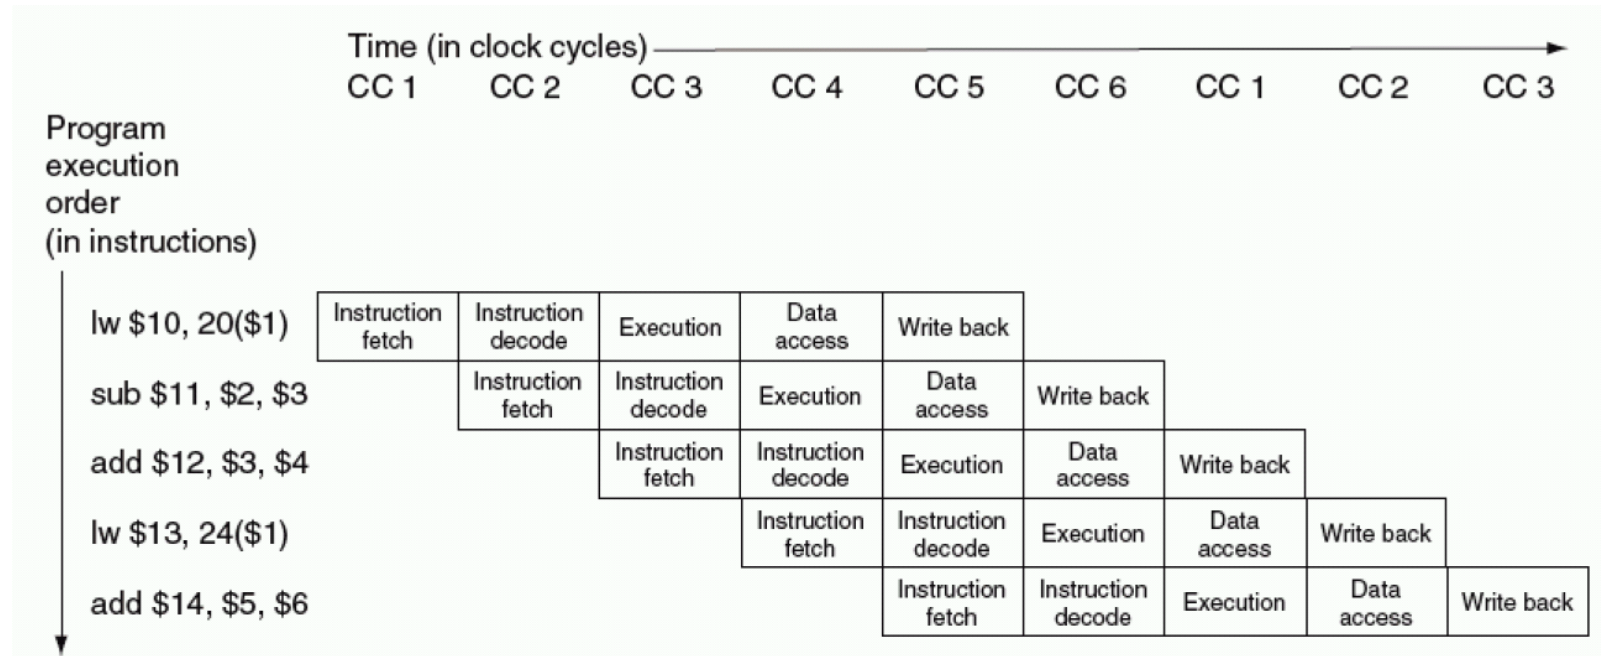 Time (in clock cycles)
CC 1 CC 2 CC 3 CC 4 CC 5 CC 6 CC 1 CC 2 CC 3
Program
execution
order
(in instructions)
lw $10, 20($1)
Instruction
fetch
Instruction
decode
Execution
Data
access
Write back
sub $11, $2, $3
Instruction
fetch
Instruction
decode
Execution
Data
access
Write back
add $12, $3, $4
Instruction
fetch
Instruction
decode
Execution
Data
access
Write back
lw $13, 24($1)
Instruction
fetch
Instruction
decode
Execution
Data
access
Write back
add $14, $5, $6
Instruction
fetch
Instruction
decode
Execution
Data
access
Write back